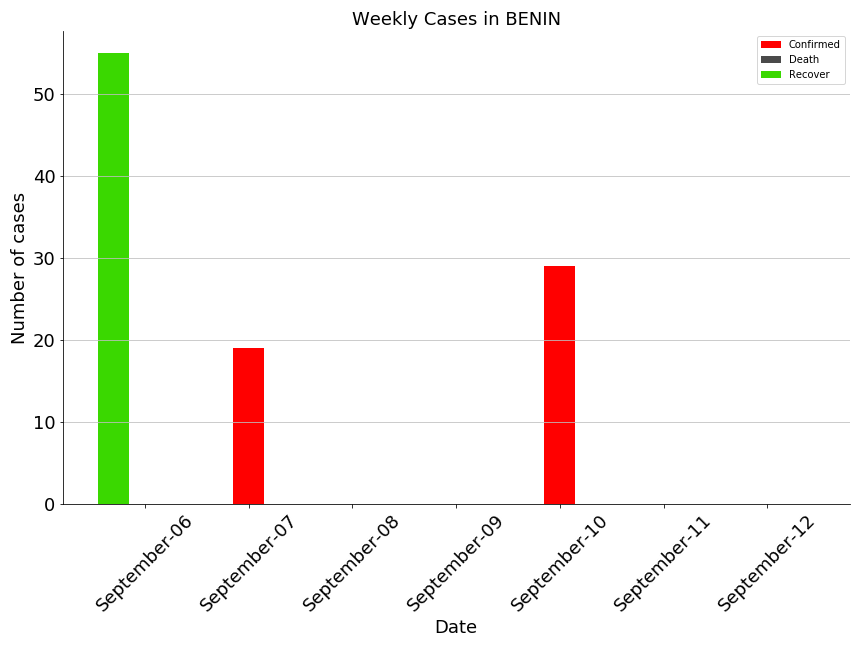 Weekly Cases in BENIN
Confirmed
Death
Recover
Number of cases
50
40
30
20
10
0
September-06
September-07
September-08
September-09
September-10
September-11
September-12
Date